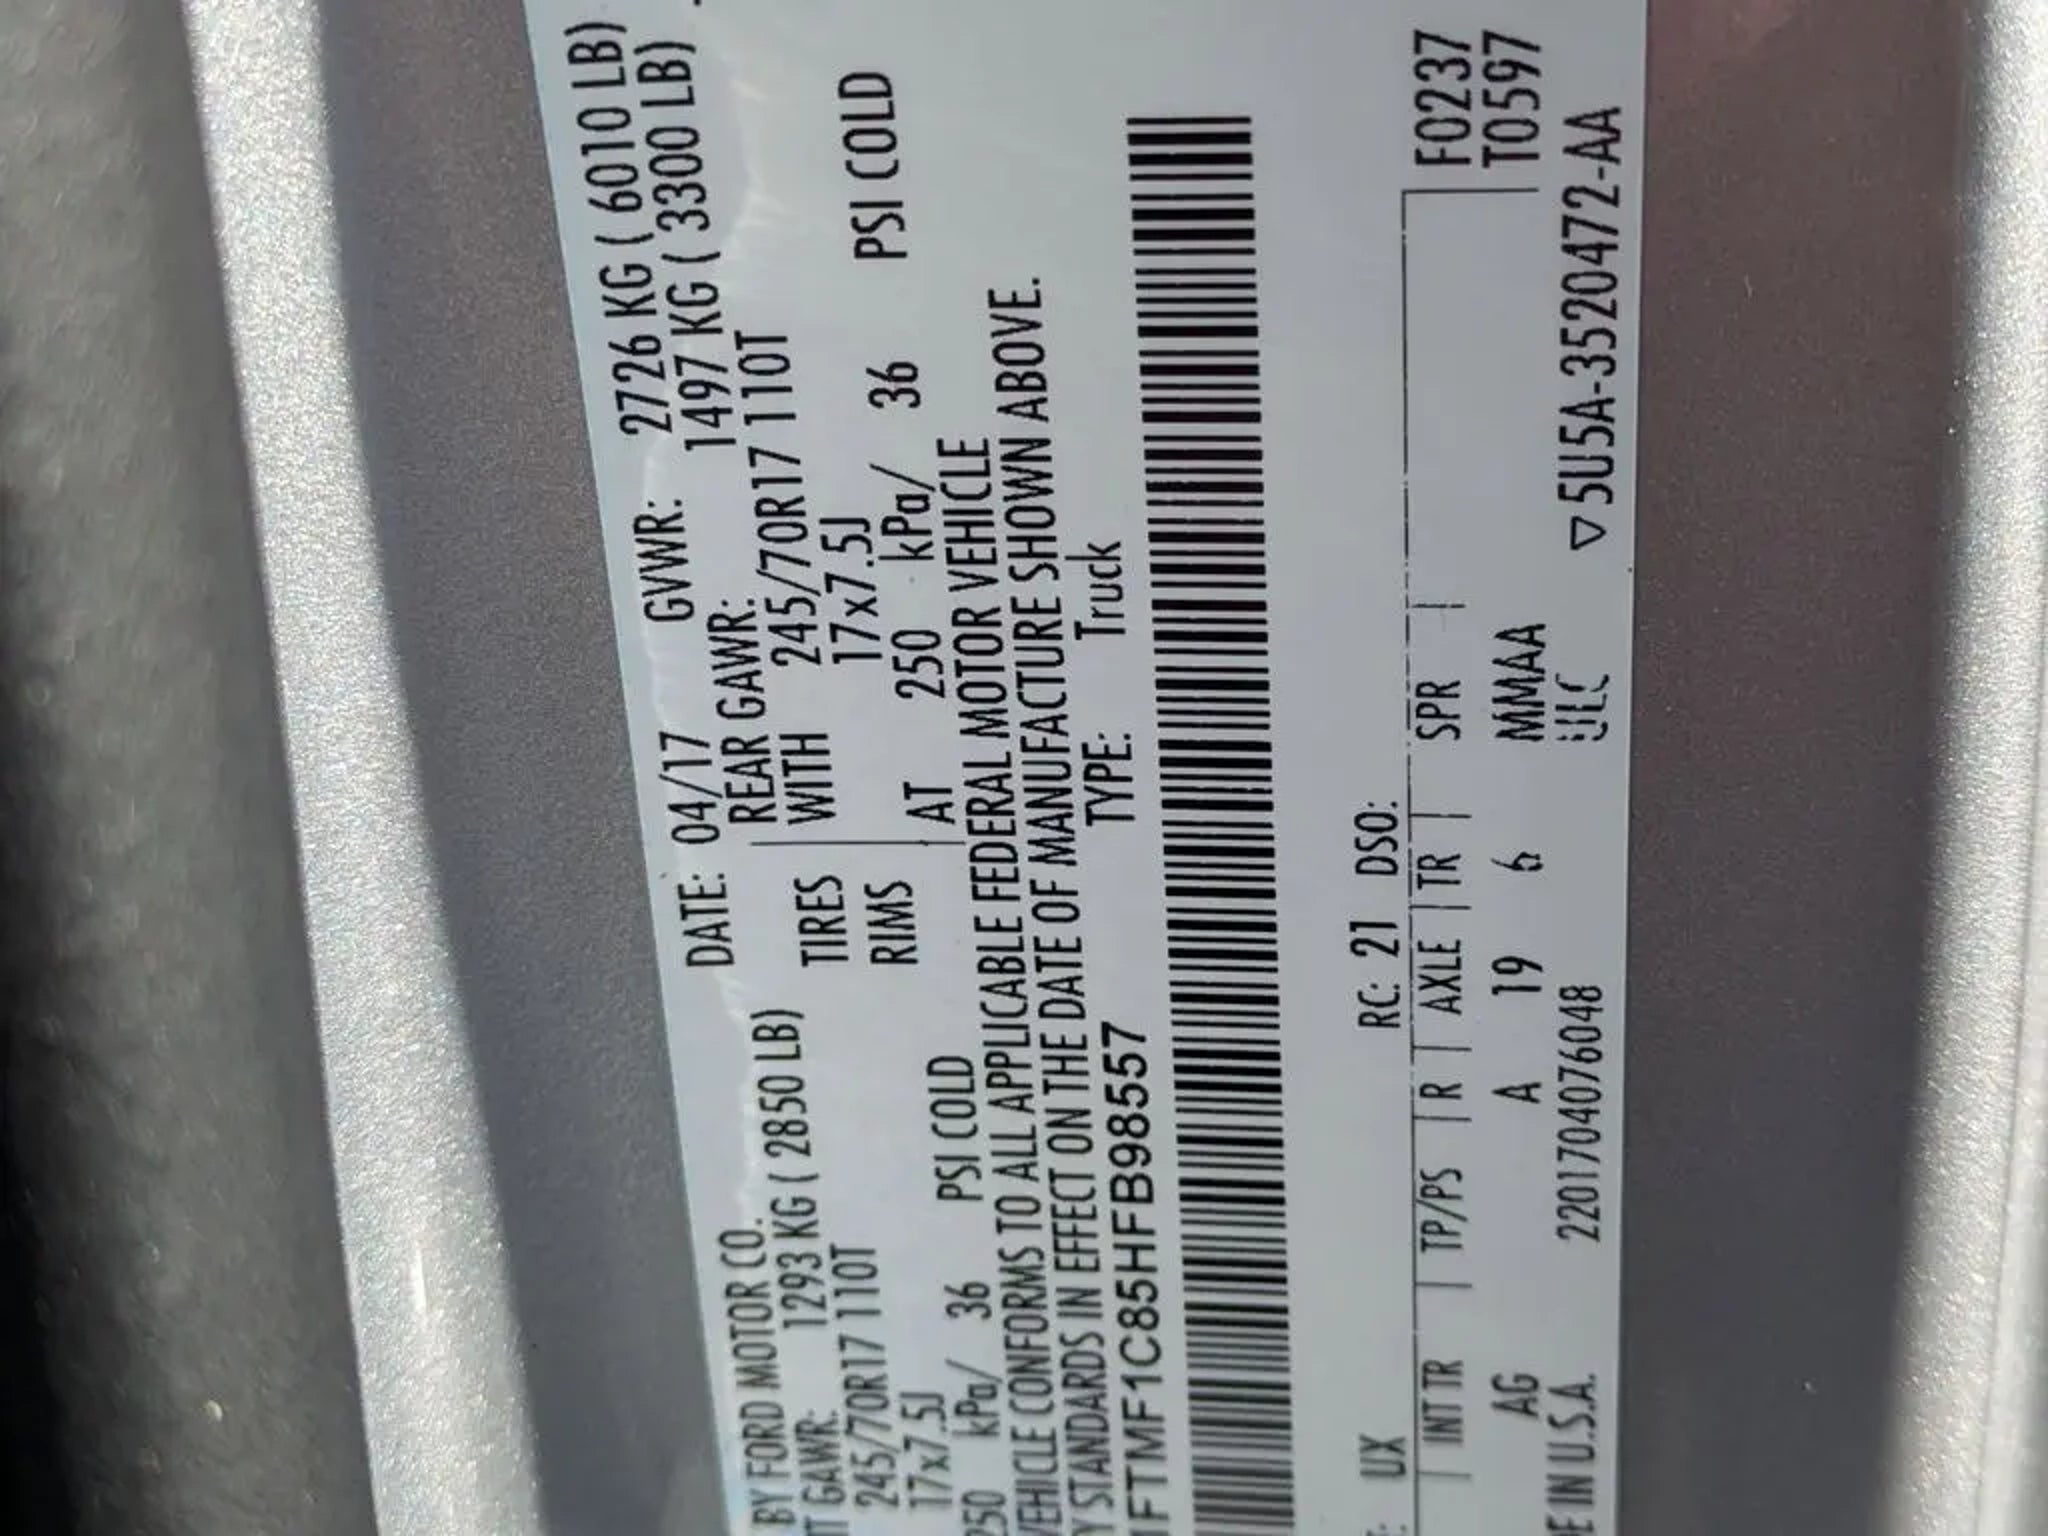 BY FORD MOTOR CO. DATE: 04/17 GVWR: 2726 KG ( 6010 LB)
GAWR: 1293 KG ( 2850 LB) REAR GAWR: 1497 KG ( 3300 LB)
245/70R17 110T TIRES WITH 245/70R17 110T
17x7.5J RIMS 17x7.5J
250 kPa/ 36 PSI COLD AT 250 kPa/ 36 PSI COLD
VEHICLE CONFORMS TO ALL APPLICABLE FEDERAL MOTOR VEHICLE
Y STANDARDS IN EFFECT ON THE DATE OF MANUFACTURE SHOWN ABOVE.
FTMF1C85HFB98557 TYPE: Truck
UX RC: 21 DSO:
INT TR TP/PS R AXLE TR SPR F0237
AG A 19 6 MMAA T0597
E IN U.S.A. 2201704076048 ULC ▽5U5A-3520472-AA